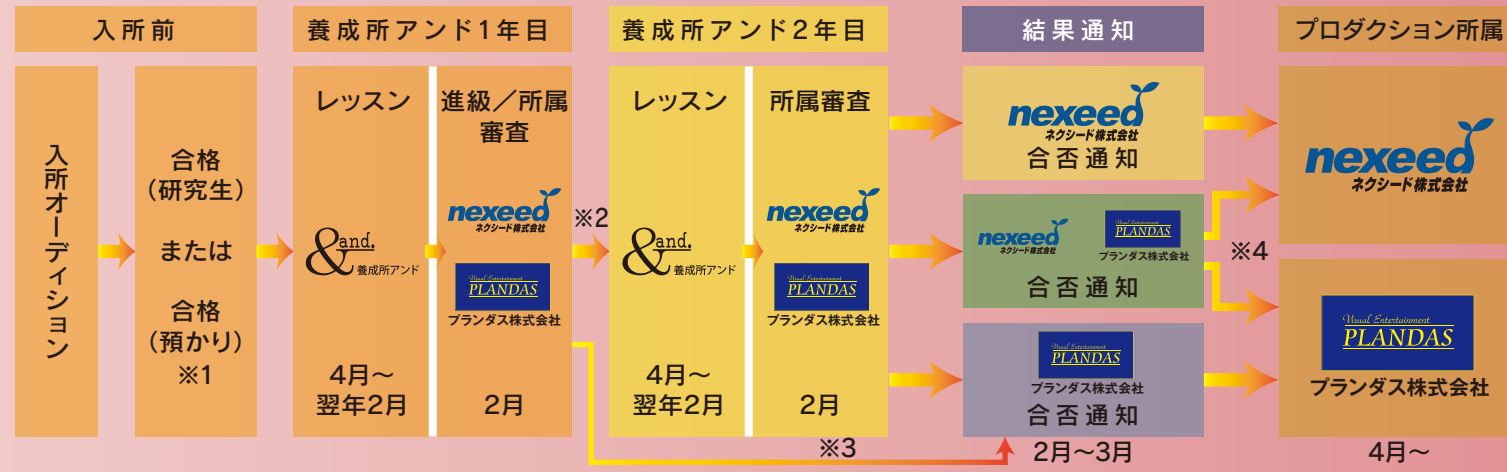 入所前
養成所アンド1年目
養成所アンド2年目
結果通知
プロダクション所属
入所オーディション
合格
（研究生）
または
合格
（預かり）
※1
レッスン
&and.
養成所アンド
4月～
翌年2月
進級／所属
審査
nexeed
ネクシード株式会社
Visual Entertainment
PLANDAS
プランダス株式会社
2月
※2
レッスン
&and.
養成所アンド
4月～
翌年2月
所属審査
nexeed
ネクシード株式会社
Visual Entertainment
PLANDAS
プランダス株式会社
2月
※3
nexeed
ネクシード株式会社
合否通知
nexeed
ネクシード株式会社
Visual Entertainment
PLANDAS
プランダス株式会社
合否通知
Visual Entertainment
PLANDAS
プランダス株式会社
合否通知
2月～3月
※4
nexeed
ネクシード株式会社
Visual Entertainment
PLANDAS
プランダス株式会社
4月～